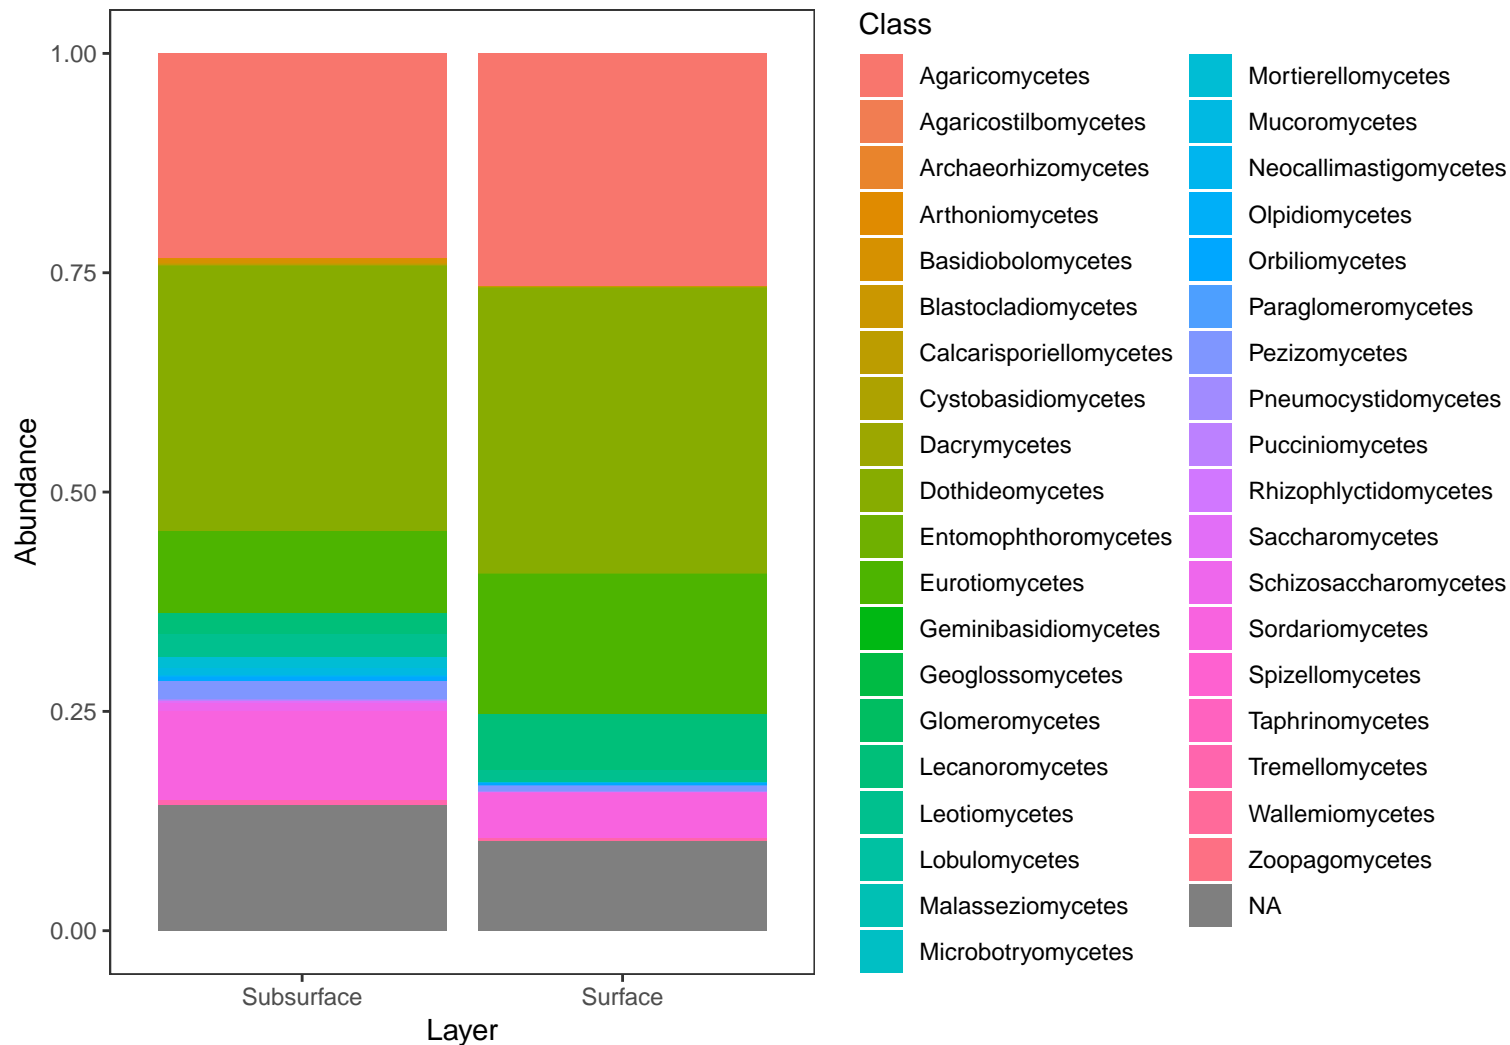 Class
Agaricomycetes
Agaricostilbomycetes
Archaeorhizomycetes
Arthoniomycetes
Basidiobolomycetes
Blastocladiomycetes
Calcarisporiellomycetes
Cystobasidiomycetes
Dacrymycetes
Dothideomycetes
Entomophthoromycetes
Eurotiomycetes
Geminibasidiomycetes
Geoglossomycetes
Glomeromycetes
Lecanoromycetes
Leotiomycetes
Lobulomycetes
Malasseziomycetes
Microbotryomycetes
Mortierellomycetes
Mucoromycetes
Neocallimastigomycetes
Olpidiomycetes
Orbiliomycetes
Paraglomeromycetes
Pezizomycetes
Pneumocystidomycetes
Pucciniomycetes
Rhizophlyctidomycetes
Saccharomycetes
Schizosaccharomycetes
Sordariomycetes
Spizellomycetes
Taphrinomycetes
Tremellomycetes
Wallemiomycetes
Zoopagomycetes
NA
Abundance
1.00
0.75
0.50
0.25
0.00
Subsurface
Surface
Layer